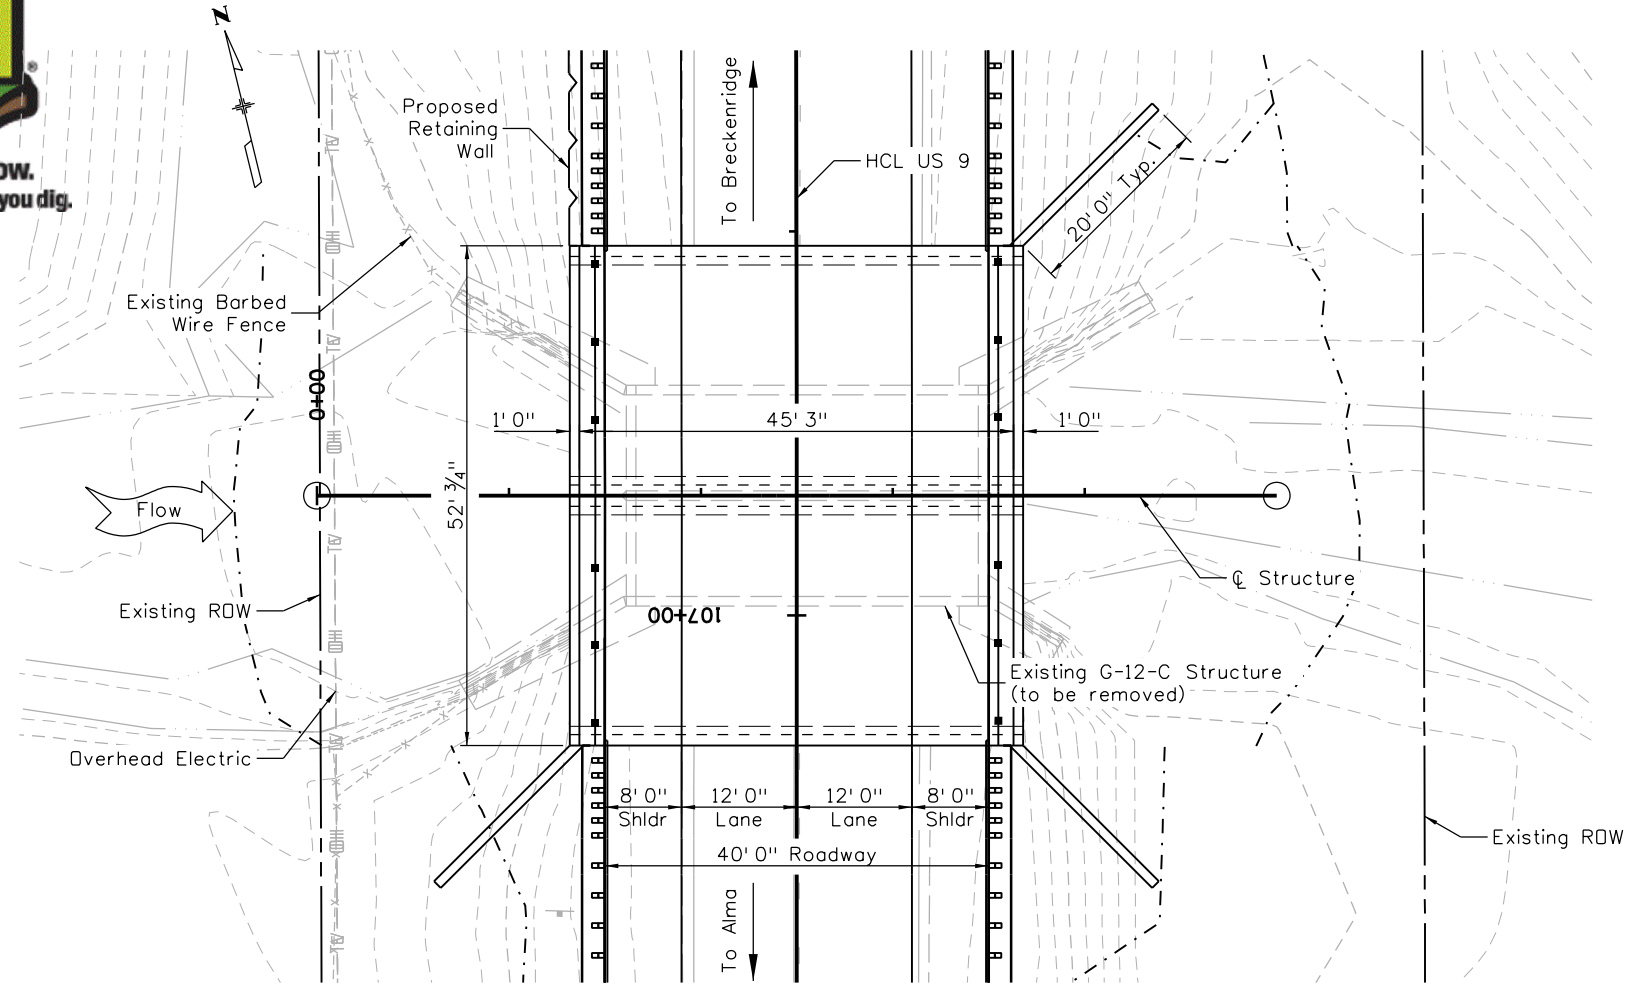 N
®
ow.
you dig.
Proposed
Retaining
Wall
To Breckenridge
HCL US 9
20' 0" Typ.
Existing Barbed
Wire Fence
0+00
1' 0"
45' 3"
1' 0"
52' 3/4"
Flow
℄ Structure
Existing ROW
107+00
Existing G-12-C Structure
(to be removed)
Overhead Electric
8' 0"
12' 0"
12' 0"
8' 0"
Shldr
Lane
Lane
Shldr
Existing ROW
40' 0" Roadway
To Alma